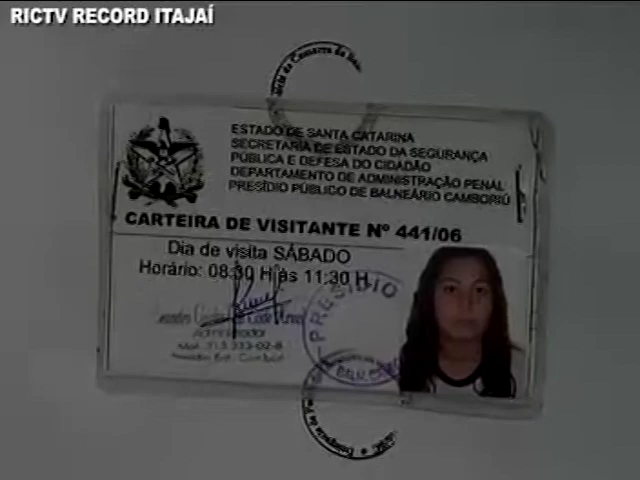 RICTV RECORD ITAJAÍ
ESTADO DE SANTA CATARINA
SECRETARIA DE ESTADO DA SEGURANÇA
PÚBLICA E DEFESA DO CIDADÃO
DEPARTAMENTO DE ADMINISTRAÇÃO PENAL
PRESÍDIO PÚBLICO DE BALNEÁRIO CAMBORIÚ
CARTEIRA DE VISITANTE Nº 441/06
Dia de visita SÁBADO
Horário: 08:30 H às 11:30 H
PRESÍDIO
Administrador